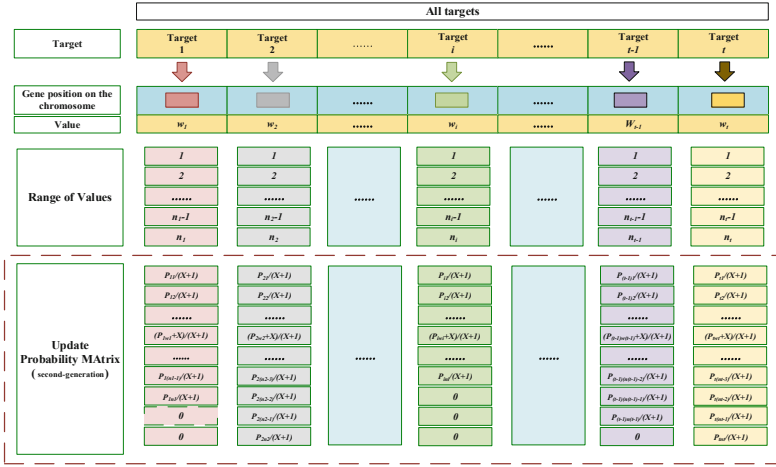 All targets
Target
Target 1
Target 2
......
Target i
......
Target t-1
Target t
Gene position on the chromosome
......
......
Value
w₁
w₂
......
wᵢ
......
Wₜ₋₁
wₜ
Range of Values
1 2 ...... n₁-1 n₁
1 2 ...... n₂-1 n₂
......
1 2 ...... nᵢ-1 nᵢ
......
1 2 ...... nₜ₋₁-1 nₜ₋₁
1 2 ...... nₜ-1 nₜ
Update Probability MAtrix
( second-generation)
P₁₁/(X+1)
P₁₂/(X+1)
......
(P₁w₁+X)/(X+1)
......
P₁(n1-1)/(X+1)
P₁n₁/(X+1)
0
0
P₂₁/(X+1)
P₂₂/(X+1)
......
(P₂w₂+X)/(X+1)
......
P₂(n2-3)/(X+1)
P₂(n2-2)/(X+1)
P₂(n2-1)/(X+1)
P₂n₂/(X+1)
......
Pᵢ₁/(X+1)
Pᵢ₂/(X+1)
......
(Pᵢwᵢ+X)/(X+1)
......
Pᵢnᵢ/(X+1)
0
0
0
......
P(t-1)1/(X+1)
P(t-1)2/(X+1)
......
(P(t-1)w(t-1)+X)/(X+1)
......
P(t-1)(n(t-1)-2)/(X+1)
P(t-1)(n(t-1)-1)/(X+1)
P(t-1)n(t-1)/(X+1)
0
Pₜ₁/(X+1)
Pₜ₂/(X+1)
......
(Pₜwₜ+X)/(X+1)
......
Pt(nt-3)/(X+1)
Pt(nt-2)/(X+1)
Pt(nt-1)/(X+1)
Ptnt/(X+1)